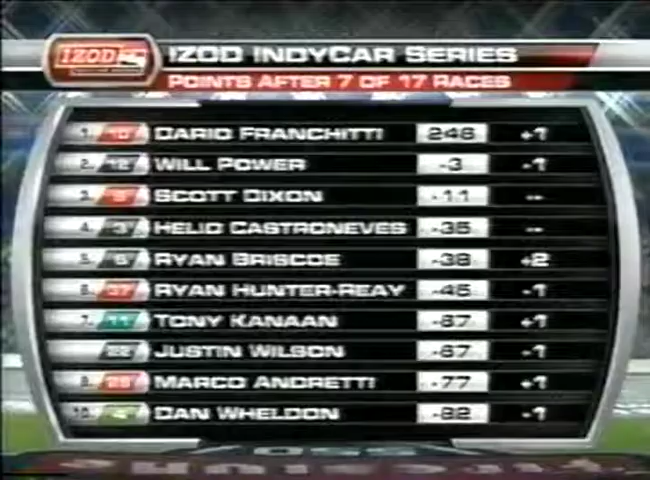 IZOD
IZOD INDYCAR SERIES
POINTS AFTER 7 OF 17 RACES
1. 10 DARIO FRANCHITTI 248 +1
2. 12 WILL POWER -3 -1
3. SCOTT DIXON -11 --
4. 3 HELIO CASTRONEVES -35 --
5. 6 RYAN BRISCOE -38 +2
6. 37 RYAN HUNTER-REAY -45 -1
7. 11 TONY KANAAN -67 +1
22 JUSTIN WILSON -67 -1
9. 26 MARCO ANDRETTI -77 +1
10. 4 DAN WHELDON -82 -1